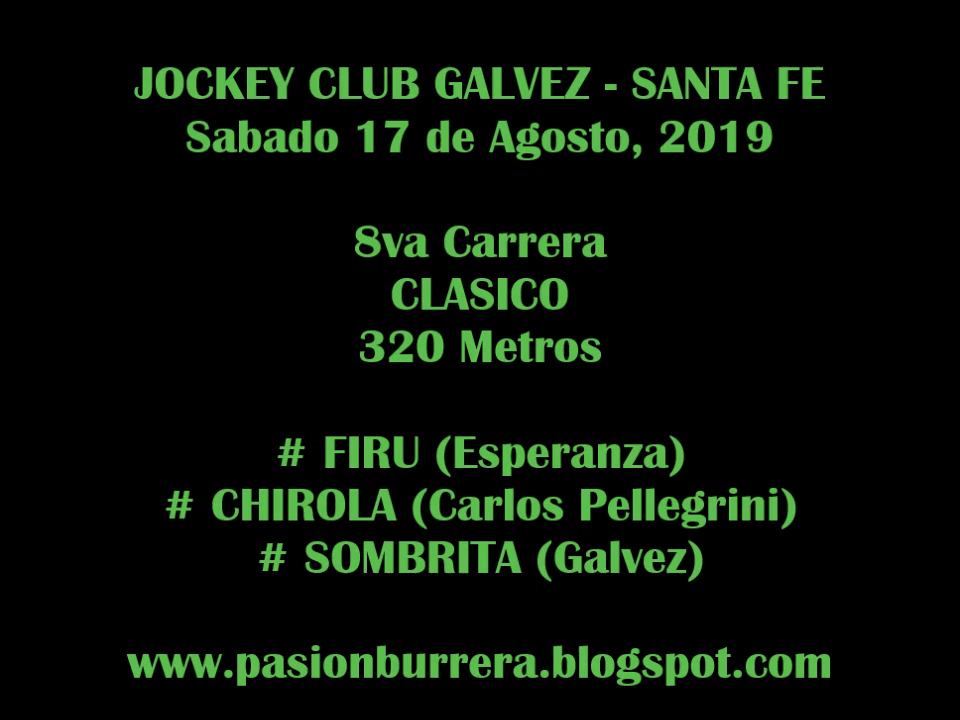 JOCKEY CLUB GALVEZ - SANTA FE
Sabado 17 de Agosto, 2019
8va Carrera
CLASICO
320 Metros
# FIRU (Esperanza)
# CHIROLA (Carlos Pellegrini)
# SOMBRITA (Galvez)
www.pasionburrera.blogspot.com